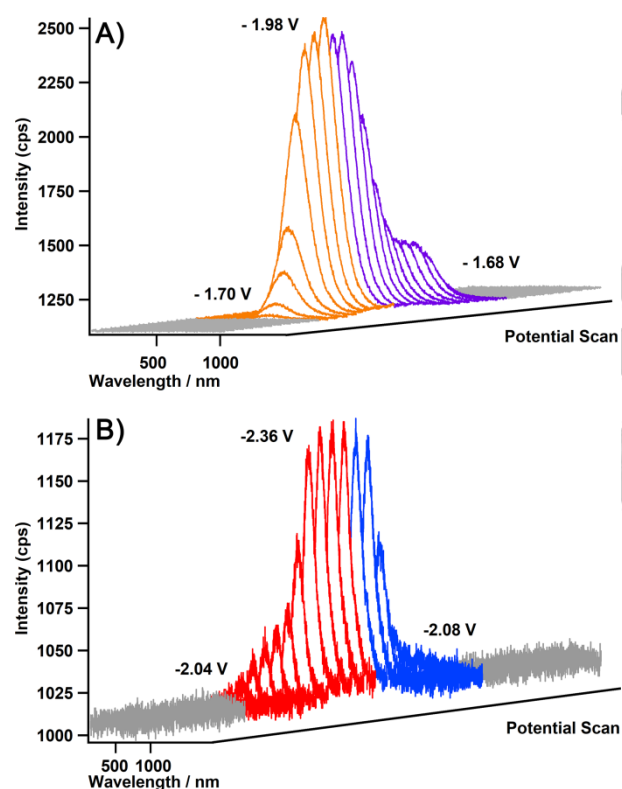 A)
2500
- 1.98 V
2250
2000
Intensity (cps)
1750
1500
- 1.68 V
1250
- 1.70 V
Potential Scan
500 1000
Wavelength / nm
B)
1175
-2.36 V
1150
1125
Intensity (cps)
1100
1075
1050
-2.08 V
-2.04 V
1025
1000
Potential Scan
500 1000
Wavelength / nm